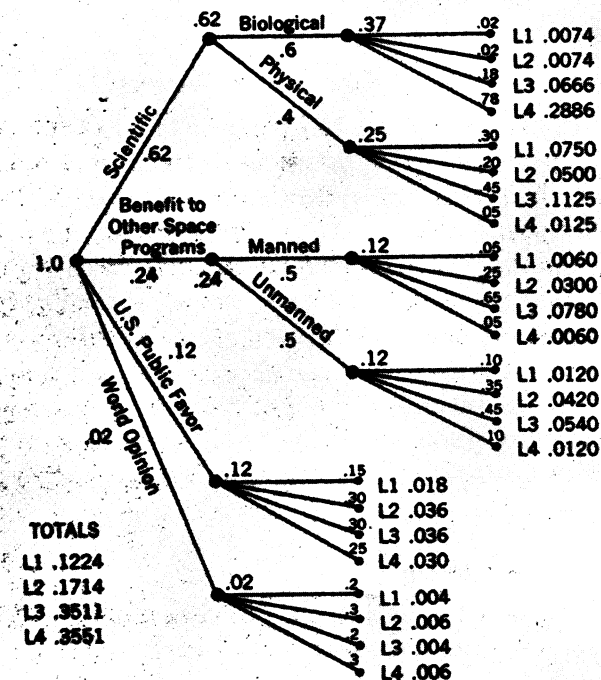 .62 Biological .37 .02 L1 .0074
.6 .02 L2 .0074
.18 L3 .0666
.78 L4 .2886
Physical
.4
.25 .30 L1 .0750
.20 L2 .0500
.45 L3 .1125
.05 L4 .0125
Scientific
.62
Benefit to
Other Space
Programs
1.0
.24 .24
Manned .12 .05 L1 .0060
.5 .25 L2 .0300
.65 L3 .0780
.05 L4 .0060
Unmanned
.5
.12 .10 L1 .0120
.35 L2 .0420
.45 L3 .0540
.10 L4 .0120
U.S. Public Favor
.12
.12 .15 L1 .018
.30 L2 .036
.30 L3 .036
.25 L4 .030
World Opinion
.02
.02 .2 L1 .004
.3 L2 .006
.2 L3 .004
.3 L4 .006
TOTALS
L1 .1224
L2 .1714
L3 .3511
L4 .3551